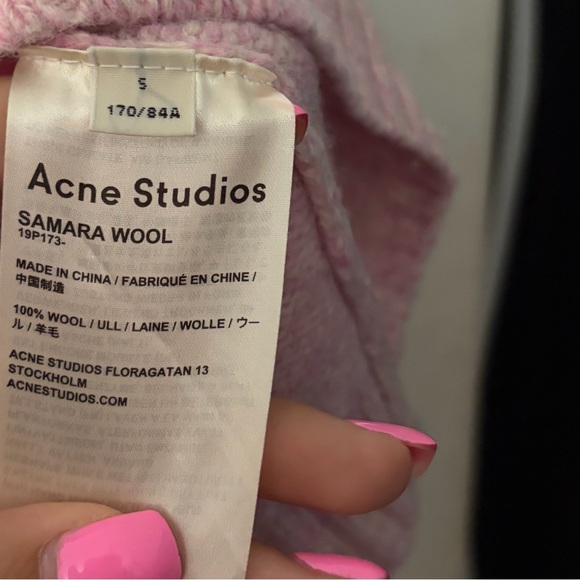 S
170/84A
Acne Studios
SAMARA WOOL
19P173-
MADE IN CHINA / FABRIQUÉ EN CHINE /
中国制造
100% WOOL / ULL / LAINE / WOLLE / ウー
ル / 羊毛
ACNE STUDIOS FLORAGATAN 13
STOCKHOLM
ACNESTUDIOS.COM